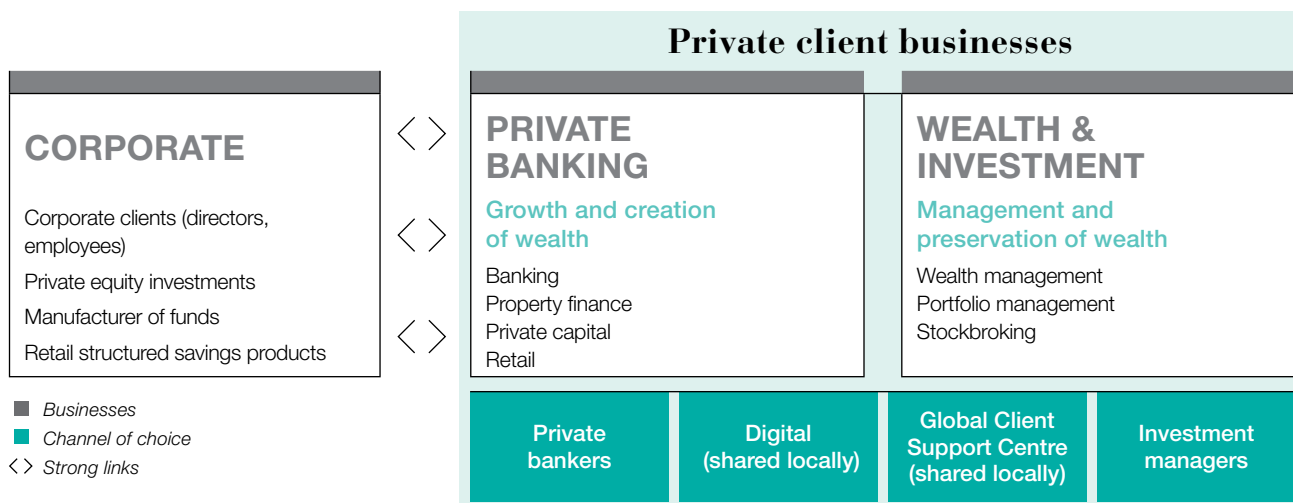 Private client businesses
CORPORATE
Corporate clients (directors,
employees)
Private equity investments
Manufacturer of funds
Retail structured savings products
PRIVATE
BANKING
Growth and creation
of wealth
Banking
Property finance
Private capital
Retail
WEALTH &
INVESTMENT
Management and
preservation of wealth
Wealth management
Portfolio management
Stockbroking
Businesses
Channel of choice
Strong links
Private
bankers
Digital
(shared locally)
Global Client
Support Centre
(shared locally)
Investment
managers